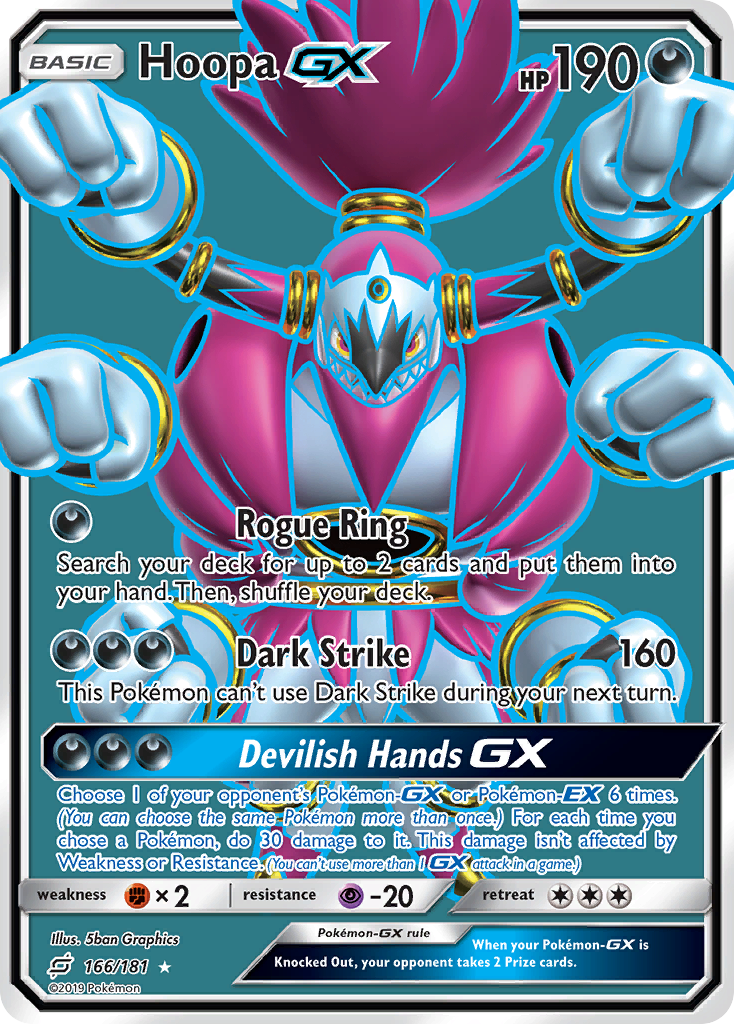 BASIC Hoopa GX HP 190
Rogue Ring
Search your deck for up to 2 cards and put them into
your hand. Then, shuffle your deck.
Dark Strike 160
This Pokémon can't use Dark Strike during your next turn.
Devilish Hands GX
Choose 1 of your opponent's Pokémon-GX or Pokémon-EX 6 times.
(You can choose the same Pokémon more than once.) For each time you
chose a Pokémon, do 30 damage to it. This damage isn't affected by
Weakness or Resistance. (You can't use more than 1 GX attack in a game.)
weakness × 2 resistance -20 retreat
Illus. 5ban Graphics
166/181
©2019 Pokémon
Pokémon-GX rule
When your Pokémon-GX is
Knocked Out, your opponent takes 2 Prize cards.